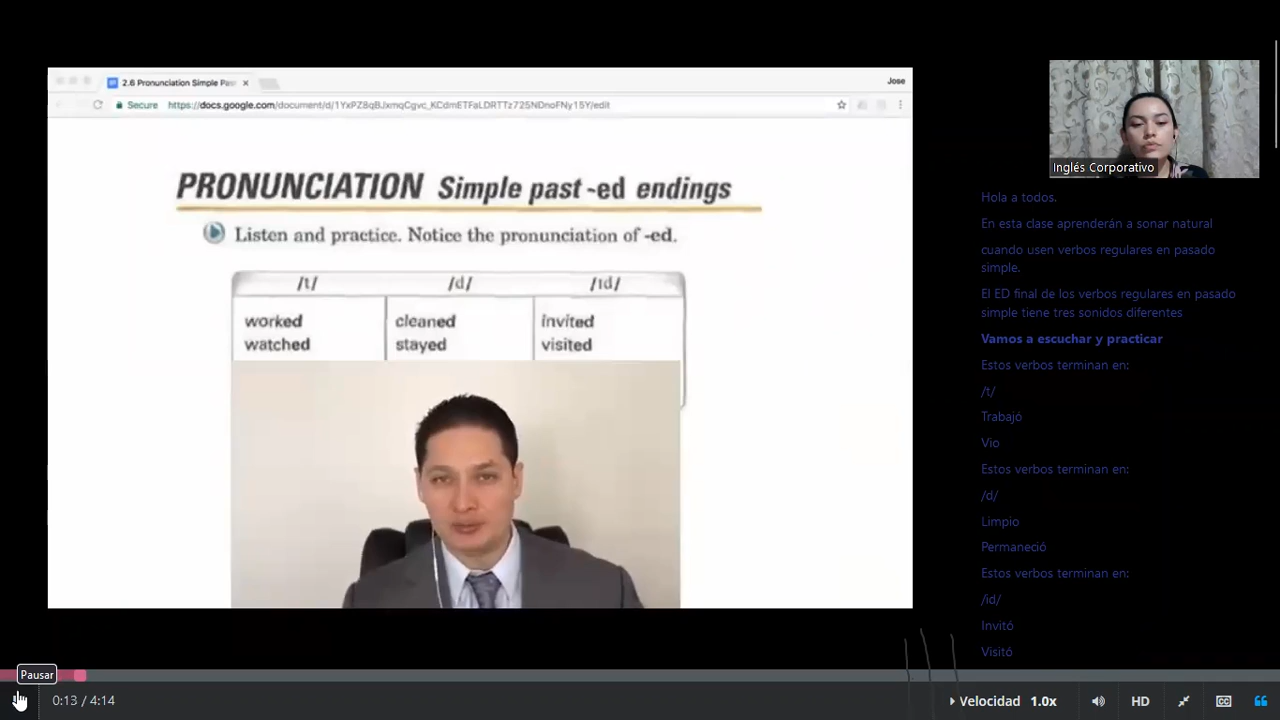 2.6 Pronunciation Simple Pas
Jose
Secure https://docs.google.com/document/d/
PRONUNCIATION Simple past -ed endings
Listen and practice. Notice the pronunciation of -ed.
/t/ /d/ /ɪd/
worked cleaned invited
watched stayed visited
Inglés Corporativo
Hola a todos.
En esta clase aprenderán a sonar natural
cuando usen verbos regulares en pasado
simple.
El ED final de los verbos regulares en pasado
simple tiene tres sonidos diferentes
Vamos a escuchar y practicar
Estos verbos terminan en:
/t/
Trabajó
Vio
Estos verbos terminan en:
/d/
Limpio
Permaneció
Estos verbos terminan en:
/id/
Invitó
Visitó
Pausar
0:13 / 4:14
Velocidad 1.0x
HD
CC